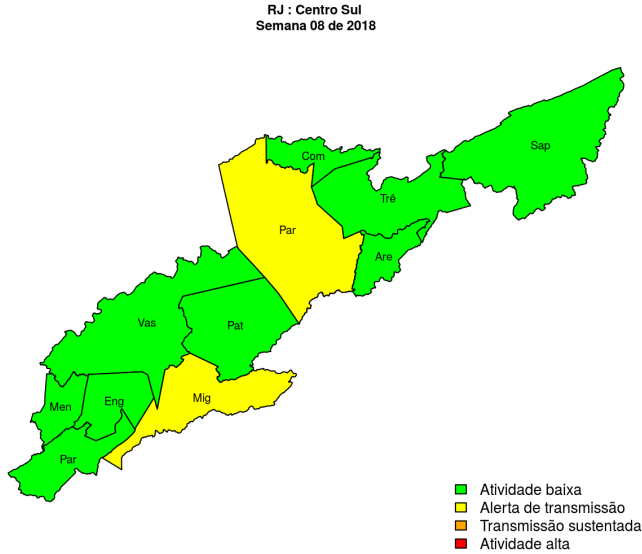 RJ : Centro Sul
Semana 08 de 2018
Sap
Com
Trê
Par
Are
Vas
Pat
Mig
Men
Eng
Par
Atividade baixa
Alerta de transmissão
Transmissão sustentada
Atividade alta